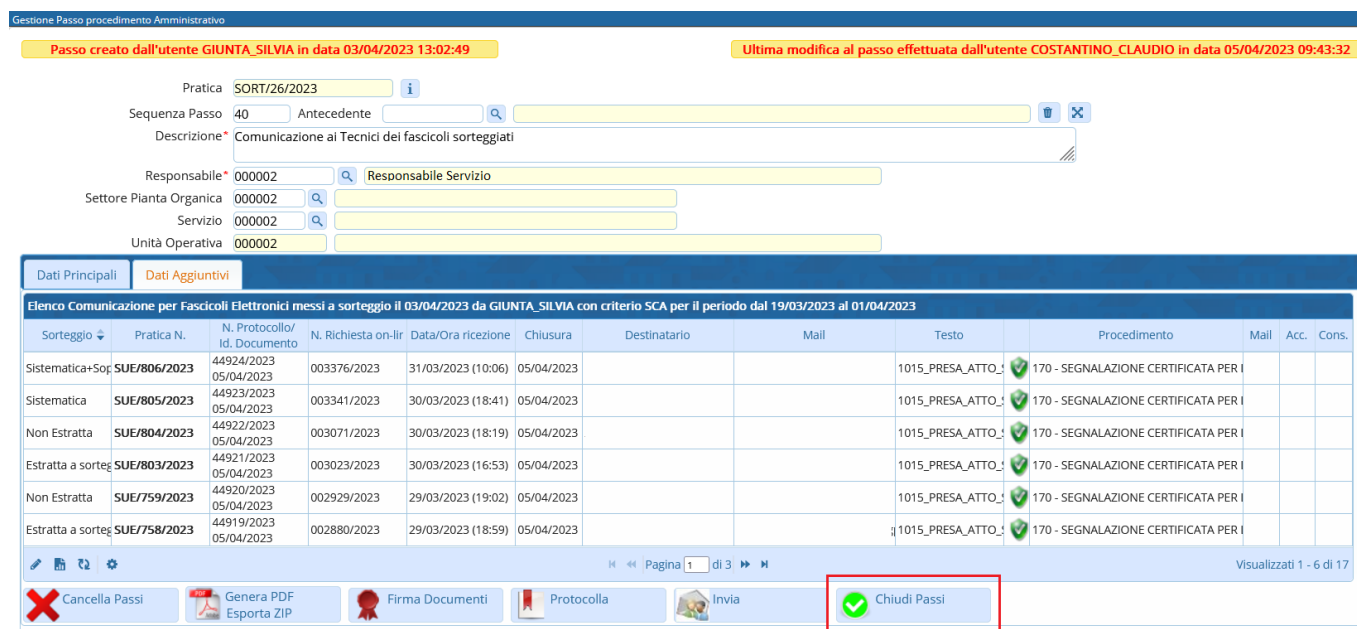 Gestione Passo procedimento Amministrativo
Passo creato dall'utente GIUNTA_SILVIA in data 03/04/2023 13:02:49 Ultima modifica al passo effettuata dall'utente COSTANTINO_CLAUDIO in data 05/04/2023 09:43:32
Pratica SORT/26/2023
Sequenza Passo 40 Antecedente
Descrizione* Comunicazione ai Tecnici dei fascicoli sorteggiati
Responsabile* 000002 Responsabile Servizio
Settore Pianta Organica 000002
Servizio 000002
Unità Operativa 000002
Dati Principali Dati Aggiuntivi
Elenco Comunicazione per Fascicoli Elettronici messi a sorteggio il 03/04/2023 da GIUNTA_SILVIA con criterio SCA per il periodo dal 19/03/2023 al 01/04/2023
Sorteggio Pratica N. N. Protocollo/ Id. Documento N. Richiesta on-lir Data/Ora ricezione Chiusura Destinatario Mail Testo Procedimento Mail Acc. Cons.
Sistematica+Sop SUE/806/2023 44924/2023 05/04/2023 003376/2023 31/03/2023 (10:06) 05/04/2023 1015_PRESA_ATTO_S 170 - SEGNALAZIONE CERTIFICATA PER I
Sistematica SUE/805/2023 44923/2023 05/04/2023 003341/2023 30/03/2023 (18:41) 05/04/2023 1015_PRESA_ATTO_S 170 - SEGNALAZIONE CERTIFICATA PER I
Non Estratta SUE/804/2023 44922/2023 05/04/2023 003071/2023 30/03/2023 (18:19) 05/04/2023 1015_PRESA_ATTO_S 170 - SEGNALAZIONE CERTIFICATA PER I
Estratta a sorteg SUE/803/2023 44921/2023 05/04/2023 003023/2023 30/03/2023 (16:53) 05/04/2023 1015_PRESA_ATTO_S 170 - SEGNALAZIONE CERTIFICATA PER I
Non Estratta SUE/759/2023 44920/2023 05/04/2023 002929/2023 29/03/2023 (19:02) 05/04/2023 1015_PRESA_ATTO_S 170 - SEGNALAZIONE CERTIFICATA PER I
Estratta a sorteg SUE/758/2023 44919/2023 05/04/2023 002880/2023 29/03/2023 (18:59) 05/04/2023 1015_PRESA_ATTO_S 170 - SEGNALAZIONE CERTIFICATA PER I
Pagina 1 di 3 Visualizzati 1 - 6 di 17
Cancella Passi
PDF Genera PDF Esporta ZIP
Firma Documenti
Protocolla
Invia
Chiudi Passi